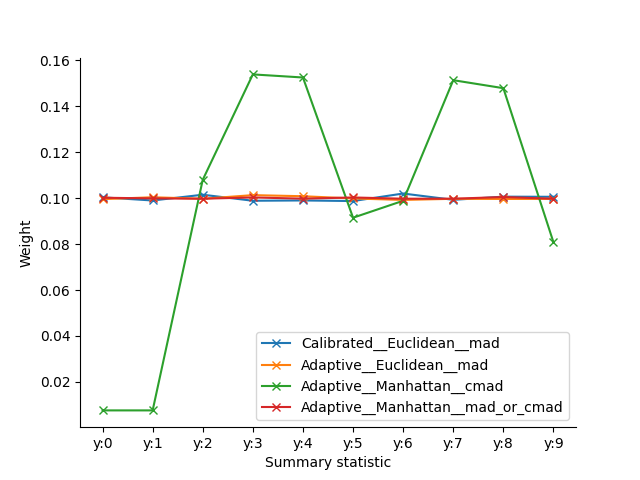 0.16
0.14
0.12
0.10
0.08
0.06
0.04
0.02
Weight
Calibrated__Euclidean__mad
Adaptive__Euclidean__mad
Adaptive__Manhattan__cmad
Adaptive__Manhattan__mad_or_cmad
y:0 y:1 y:2 y:3 y:4 y:5 y:6 y:7 y:8 y:9
Summary statistic